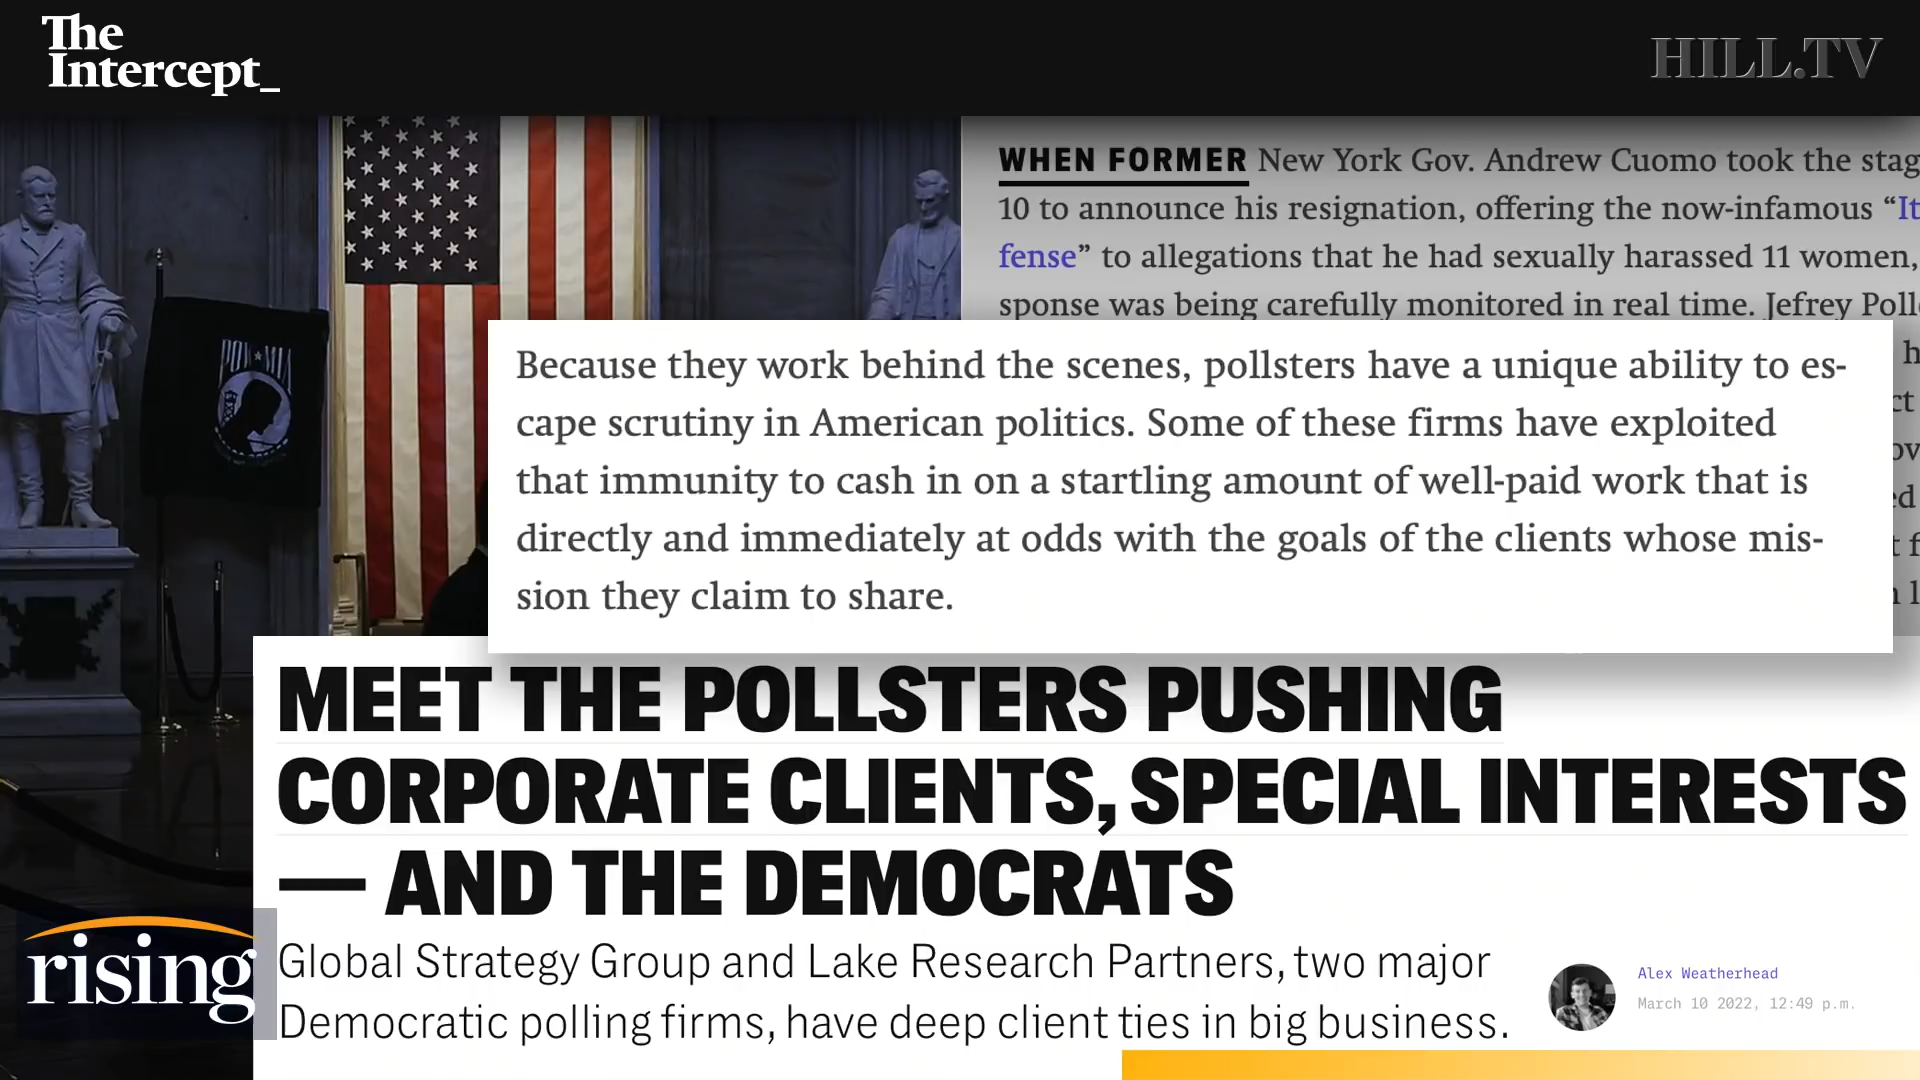 The
Intercept_
HILL.TV
WHEN FORMER New York Gov. Andrew Cuomo took the
10 to announce his resignation, offering the now-infamous “It
fense” to allegations that he had sexually harassed 11 women,
sponse was being carefully monitored in real time. Jefrey
POW★MIA
Because they work behind the scenes, pollsters have a unique ability to es-
cape scrutiny in American politics. Some of these firms have exploited
that immunity to cash in on a startling amount of well-paid work that is
directly and immediately at odds with the goals of the clients whose mis-
sion they claim to share.
MEET THE POLLSTERS PUSHING
CORPORATE CLIENTS, SPECIAL INTERESTS
— AND THE DEMOCRATS
Global Strategy Group and Lake Research Partners, two major
Democratic polling firms, have deep client ties in big business.
Alex Weatherhead
March 10 2022, 12:49 p.m.
rising